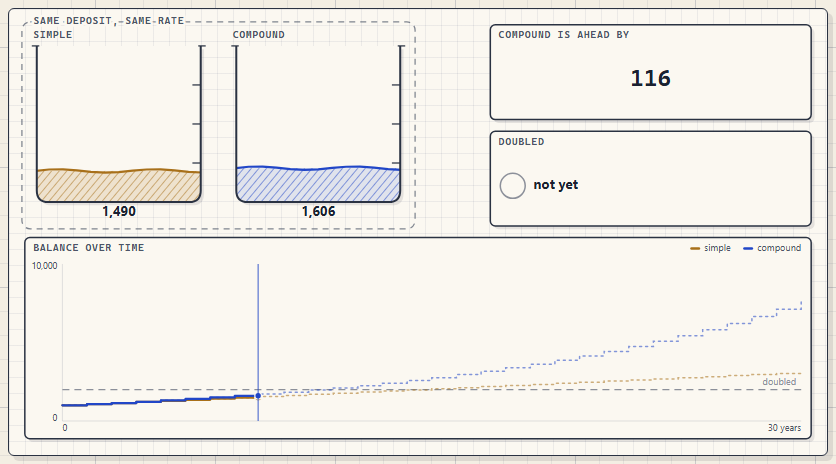 SAME DEPOSIT, SAME RATE
SIMPLE
COMPOUND
1,490
1,606
COMPOUND IS AHEAD BY
116
DOUBLED
not yet
BALANCE OVER TIME
simple
compound
10,000
doubled
0
0
30 years